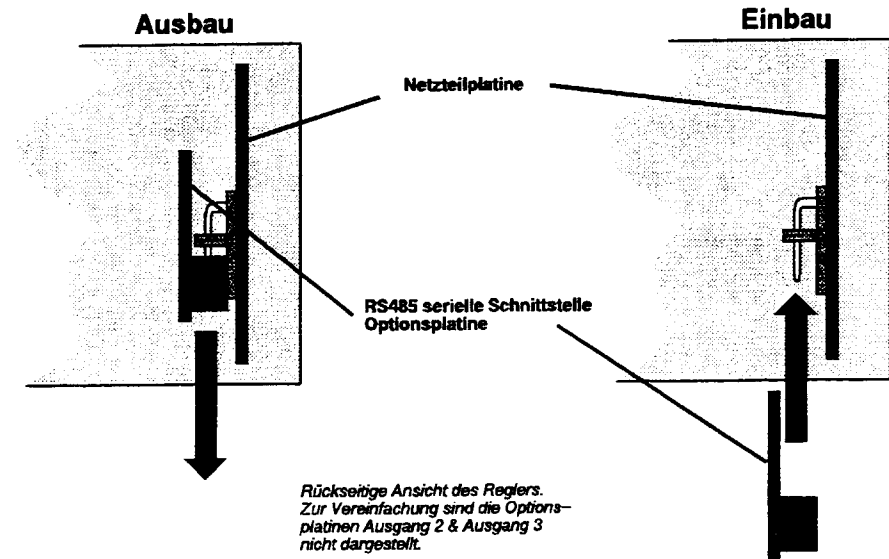 Ausbau
Einbau
Netzteilplatine
RS485 serielle Schnittstelle
Optionsplatine
Rückseitige Ansicht des Reglers.
Zur Vereinfachung sind die Options-
platinen Ausgang 2 & Ausgang 3
nicht dargestellt.